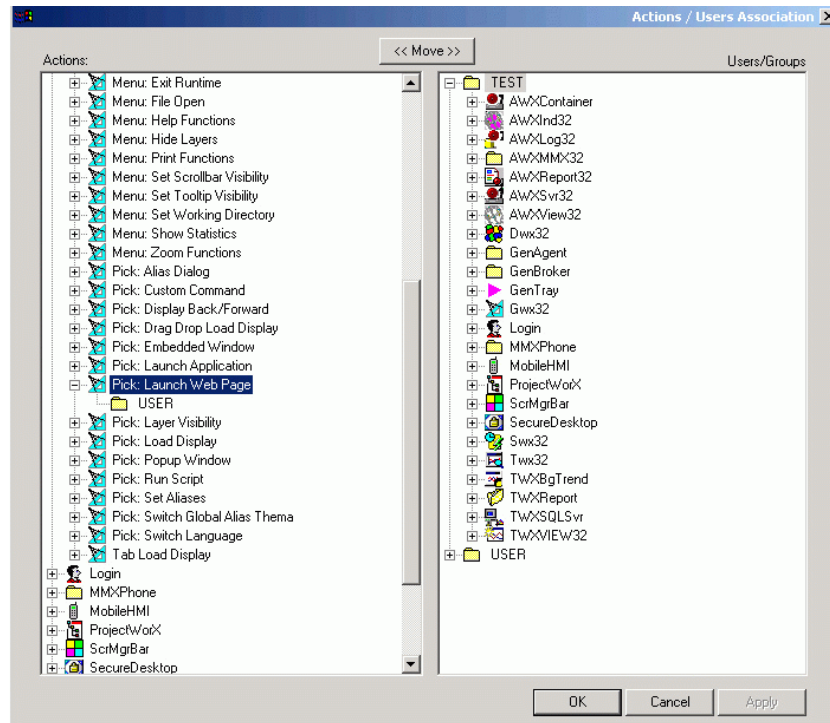 Actions / Users Association
<< Move >>
Actions:
Users/Groups
Menu: Exit Runtime
Menu: File Open
Menu: Help Functions
Menu: Hide Layers
Menu: Print Functions
Menu: Set Scrollbar Visibility
Menu: Set Tooltip Visibility
Menu: Set Working Directory
Menu: Show Statistics
Menu: Zoom Functions
Pick: Alias Dialog
Pick: Custom Command
Pick: Display Back/Forward
Pick: Drag Drop Load Display
Pick: Embedded Window
Pick: Launch Application
Pick: Launch Web Page
USER
Pick: Layer Visibility
Pick: Load Display
Pick: Popup Window
Pick: Run Script
Pick: Set Aliases
Pick: Switch Global Alias Thema
Pick: Switch Language
Tab Load Display
Login
MMXPhone
MobileHMI
ProjectWorX
ScrMgrBar
SecureDesktop
TEST
AWXContainer
AWXInd32
AWXLog32
AWXMMX32
AWXReport32
AWXSvr32
AWXView32
Dwx32
GenAgent
GenBroker
GenTray
Gwx32
Login
MMXPhone
MobileHMI
ProjectWorX
ScrMgrBar
SecureDesktop
Swx32
Twx32
TWXBgTrend
TWXReport
TWXSQLSvr
TWXVIEW32
USER
OK
Cancel
Apply